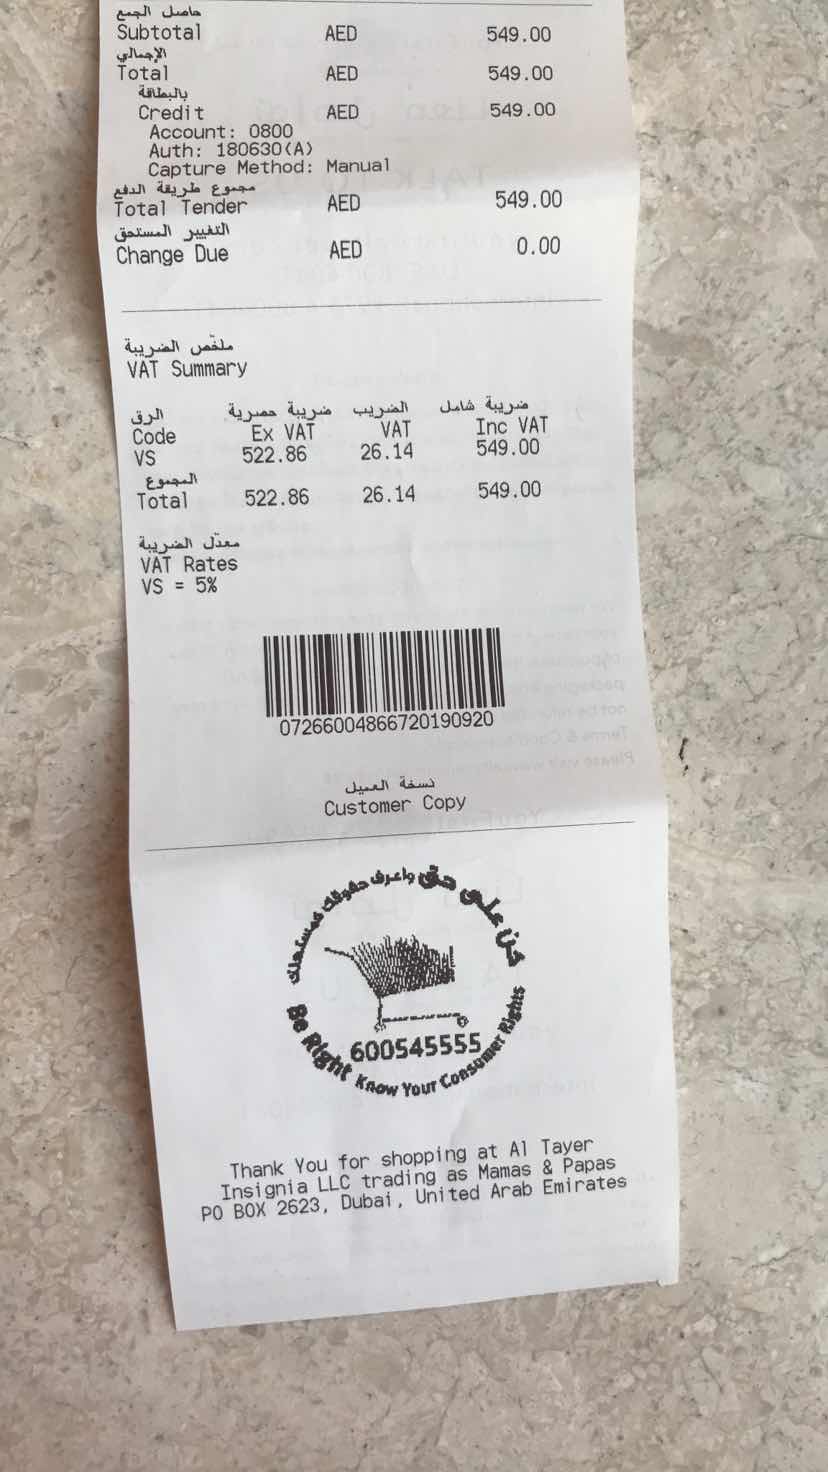 حاصل الجمع
Subtotal AED 549.00
الإجمالي
Total AED 549.00
بالبطاقة
Credit AED 549.00
Account: 0800
Auth: 180630(A)
Capture Method: Manual
مجموع طريقة الدفع
Total Tender AED 549.00
التغيير المستحق
Change Due AED 0.00
ملخص الضريبة
VAT Summary
الرق ضريبة حصرية الضريب ضريبة شامل
Code Ex VAT VAT Inc VAT
VS 522.86 26.14 549.00
المجموع
Total 522.86 26.14 549.00
معدل الضريبة
VAT Rates
VS = 5%
07266004866720190920
نسخة العميل
Customer Copy
كن على حق واعرف حقوقك كمستهلك
600545555
Be Right Know Your Consumer Rights
Thank You for shopping at Al Tayer
Insignia LLC trading as Mamas & Papas
PO BOX 2623, Dubai, United Arab Emirates